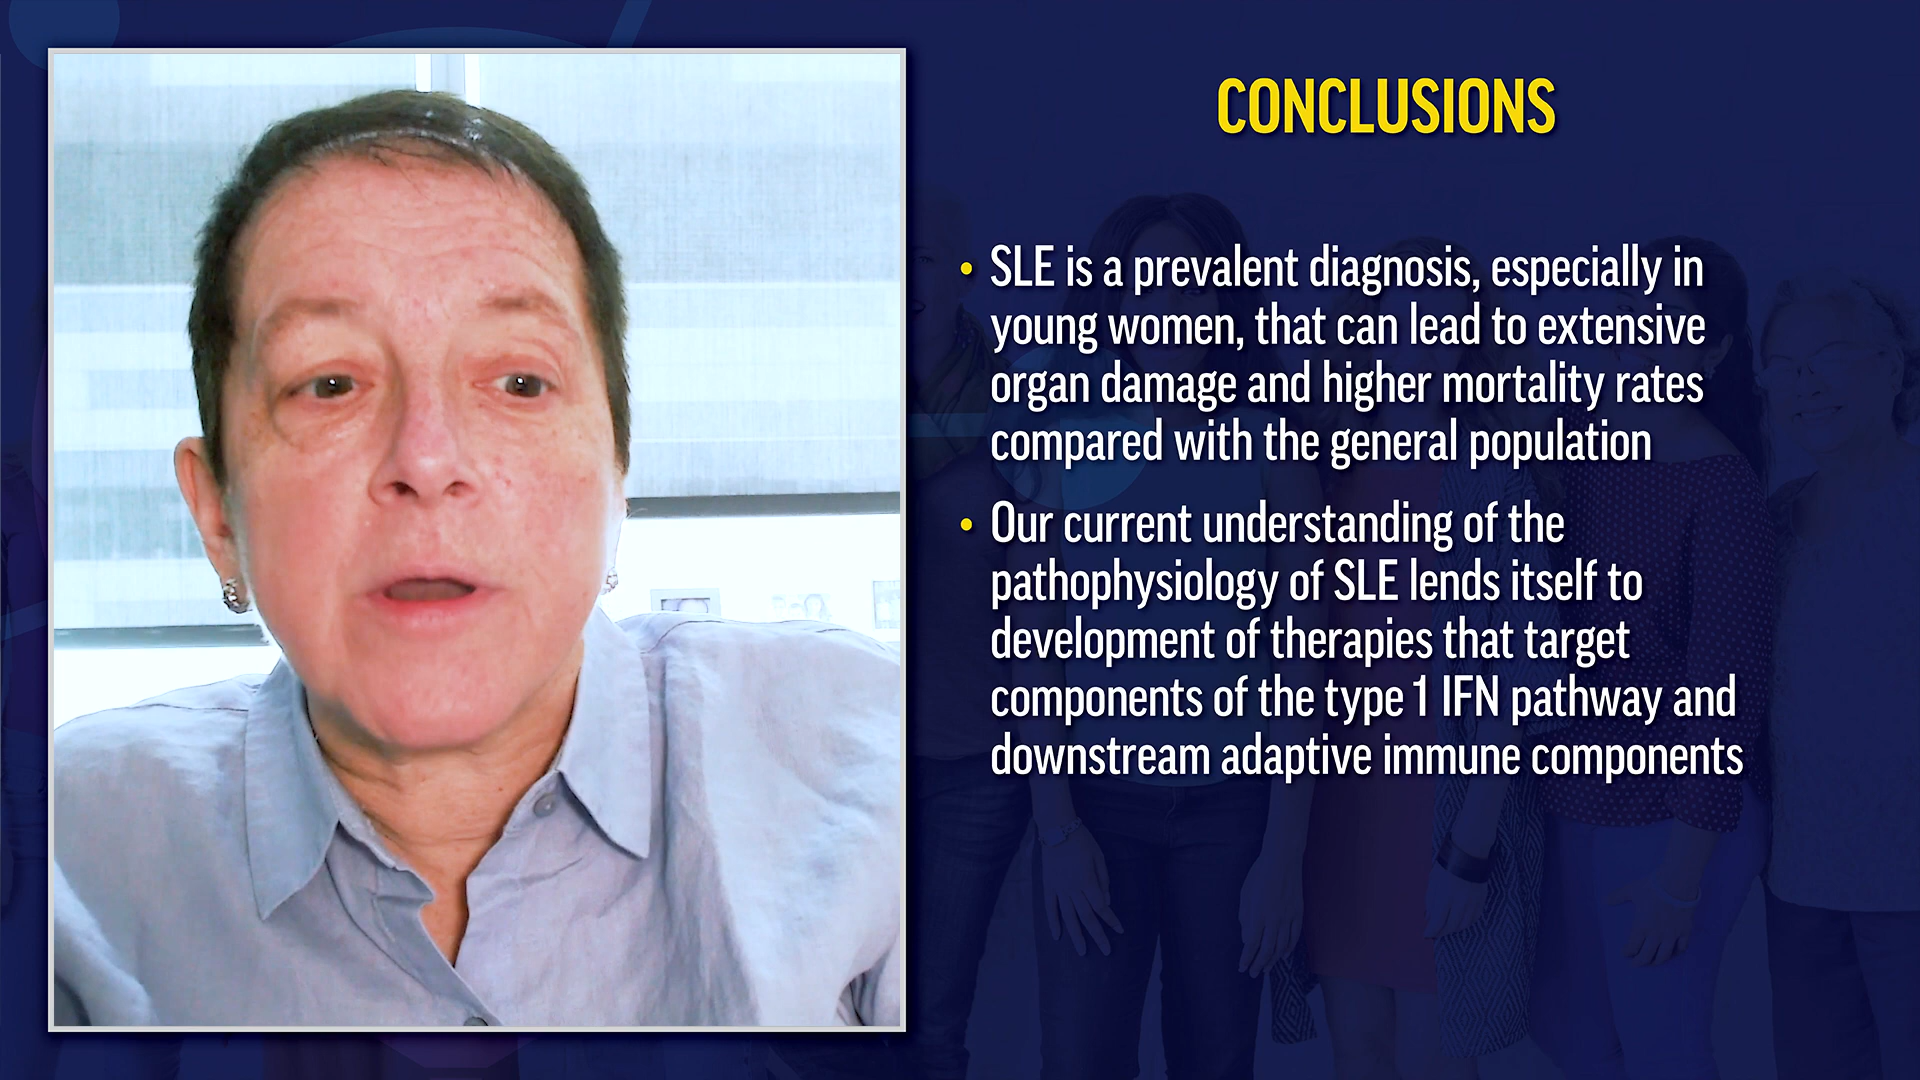 CONCLUSIONS
• SLE is a prevalent diagnosis, especially in
young women, that can lead to extensive
organ damage and higher mortality rates
compared with the general population
• Our current understanding of the
pathophysiology of SLE lends itself to
development of therapies that target
components of the type 1 IFN pathway and
downstream adaptive immune components